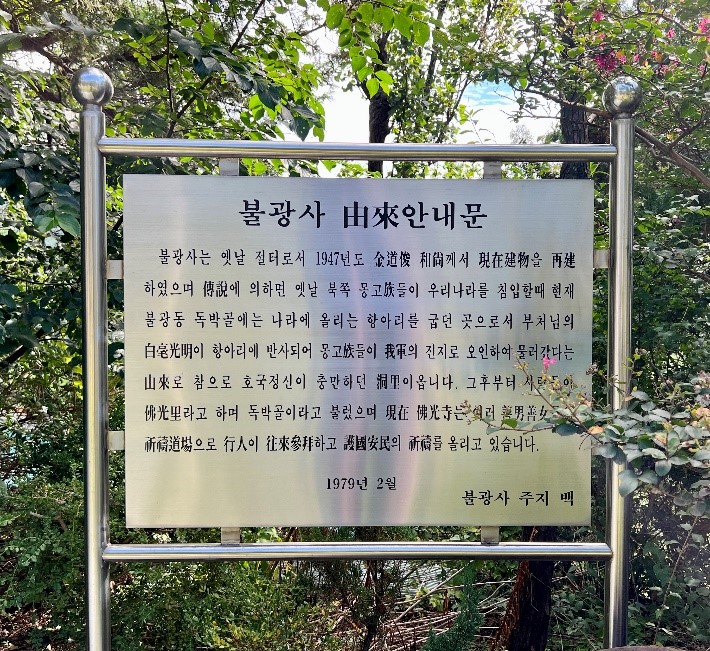 불광사 由來안내문
불광사는 옛날 절터로서 1947년도 金道俊 和尙께서 現在建物을 再建
하였으며 傳說에 의하면 옛날 북쪽 몽고族들이 우리나라를 침입할때 현재
불광동 독박골에는 나라에 올리는 항아리를 굽던 곳으로서 부처님의
白毫光明이 항아리에 반사되어 몽고族들이 我軍의 진지로 오인하여 물러갔다는
由來로 참으로 호국정신이 충만하던 洞里이옵니다. 그후부터
佛光里라고 하며 독박골이라고 불렀으며 現在 佛光寺는 여러 善男善女
祈禱道場으로 行人이 往來參拜하고 護國安民의 祈禱를 올리고 있습니다.
1979년 2월
불광사 주지 백